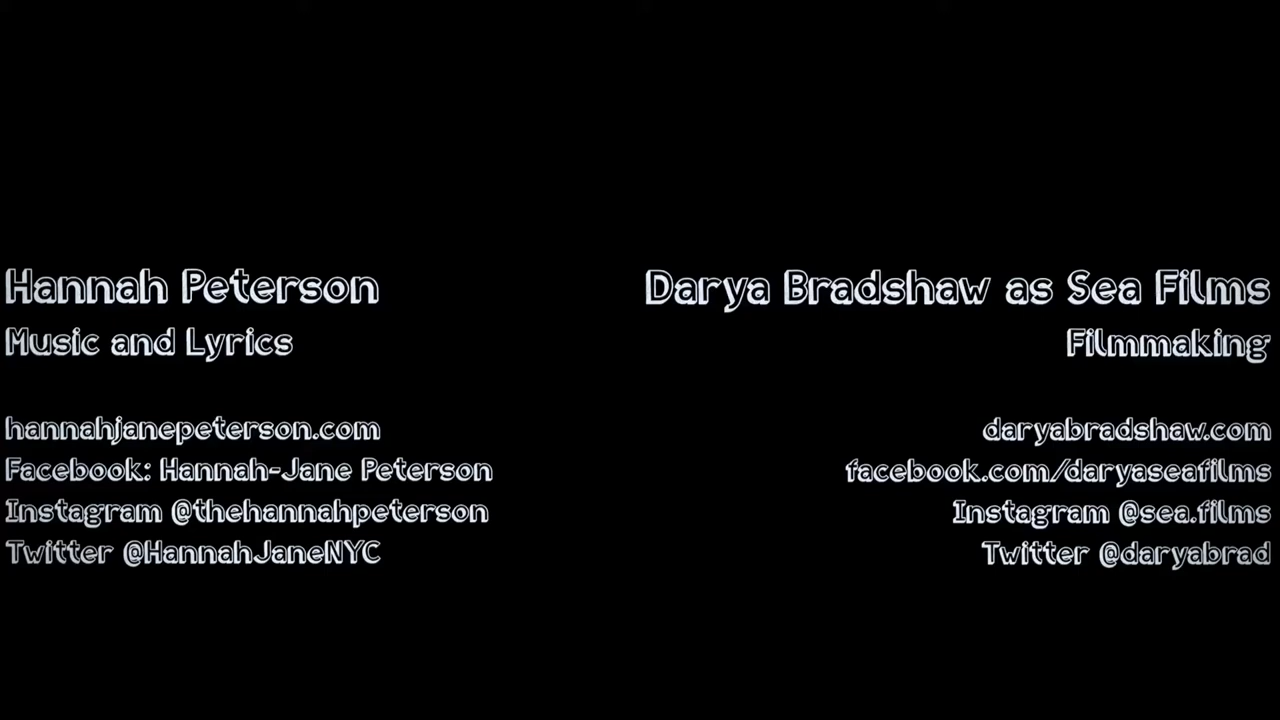 Hannah Peterson
Music and Lyrics
hannahjanepeterson.com
Facebook: Hannah-Jane Peterson
Instagram @thehannahpeterson
Twitter @HannahJaneNYC
Darya Bradshaw as Sea Films
Filmmaking
daryabradshaw.com
facebook.com/daryaseafilms
Instagram @sea.films
Twitter @daryabrad